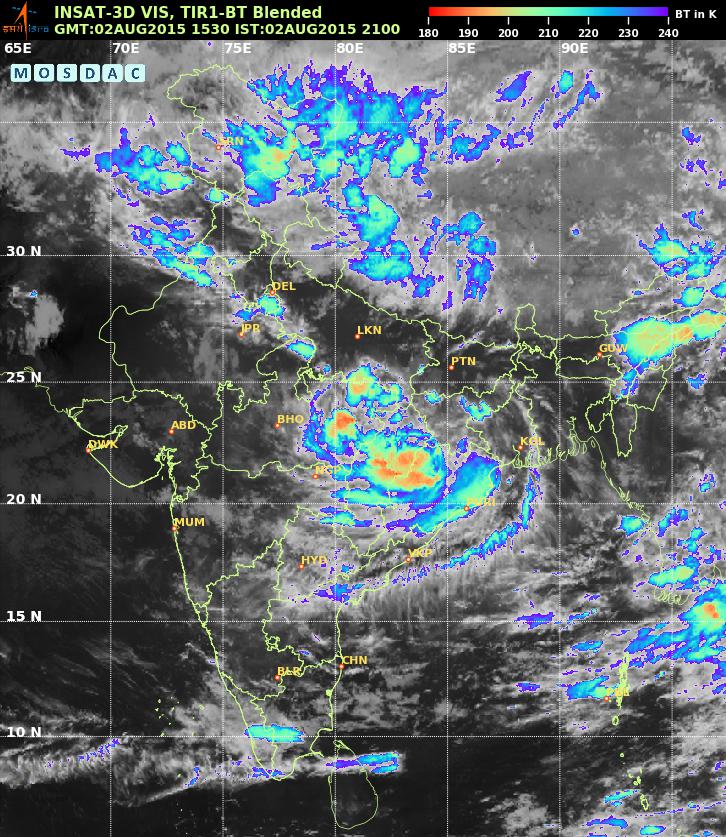 INSAT-3D VIS, TIR1-BT Blended
GMT:02AUG2015 1530 IST:02AUG2015 2100
BT in K
180 190 200 210 220 230 240
65E 70E 75E 80E 85E 90E
MOSDAC
30 N
DEL
JPR
LKN
GUW
PTN
25 N
ABD
BHO
DWK
KOL
NGP
20 N
PURI
MUM
VKP
HYD
15 N
CHN
BLR
10 N